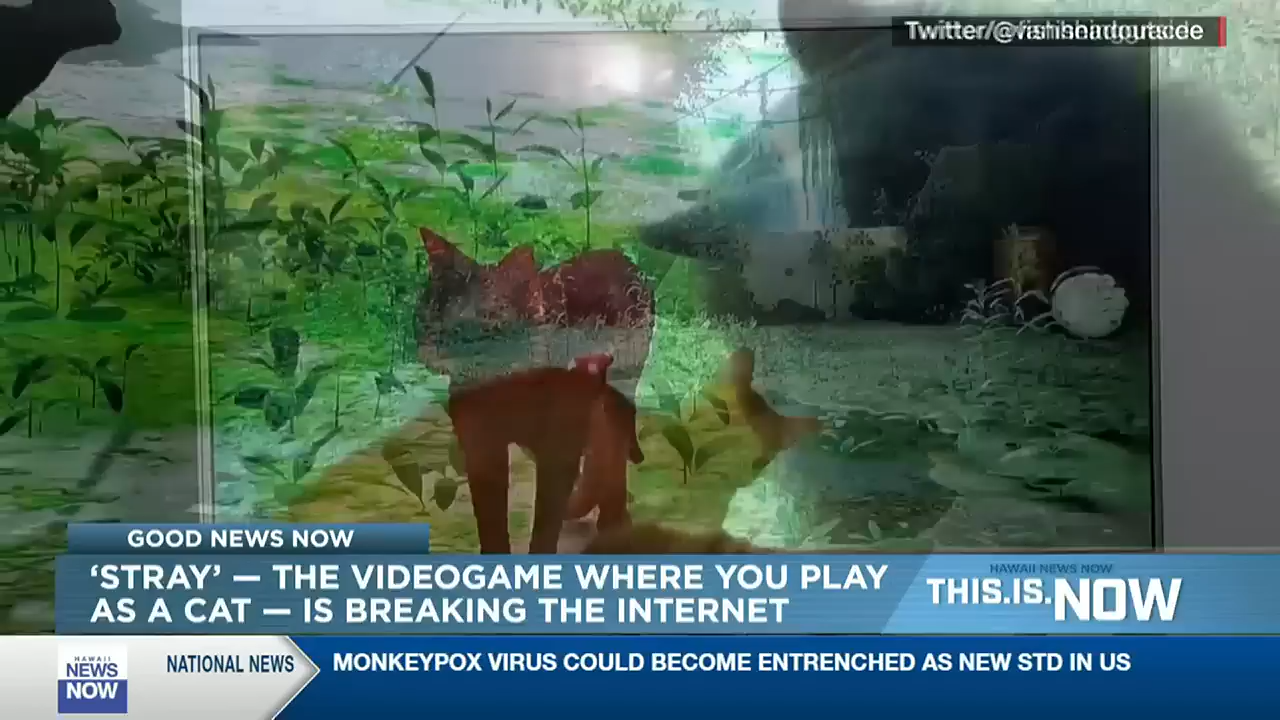 GOOD NEWS NOW
‘STRAY’ — THE VIDEOGAME WHERE YOU PLAY
AS A CAT — IS BREAKING THE INTERNET
HAWAII NEWS NOW
THIS.IS.NOW
HAWAII
NEWS
NOW
NATIONAL NEWS
MONKEYPOX VIRUS COULD BECOME ENTRENCHED AS NEW STD IN US